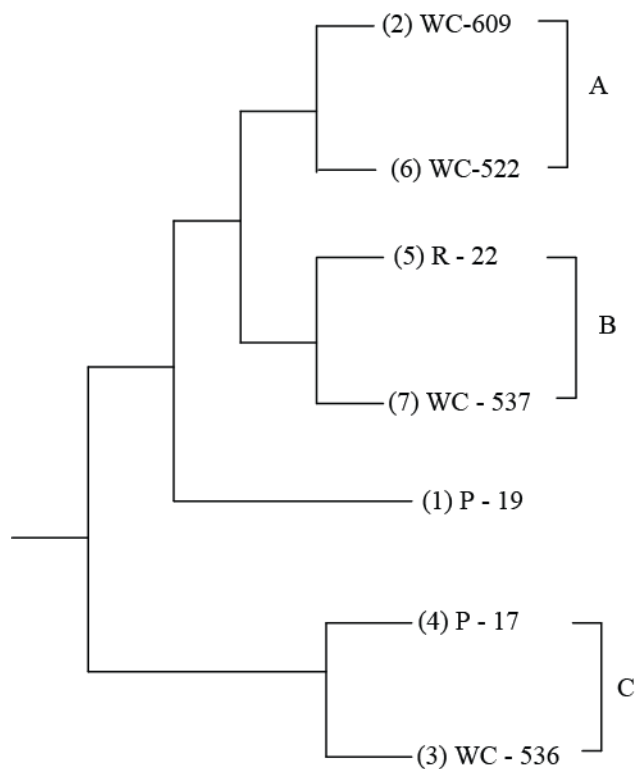 (2) WC-609
A
(6) WC-522
(5) R - 22
B
(7) WC - 537
(1) P - 19
(4) P - 17
C
(3) WC - 536